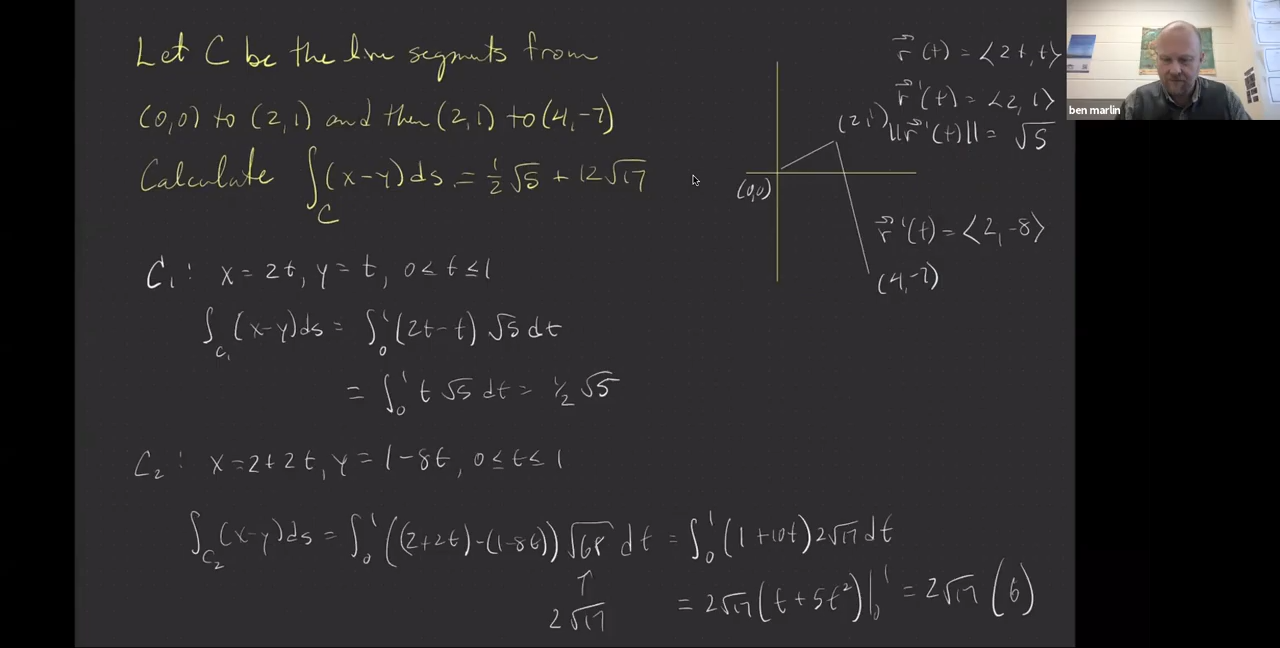 Let C be the line segments from
(0,0) to (2,1) and then (2,1) to (4,-7)
Calculate ∫_C (x-y) ds = ½√5 + 12√17
C₁: x = 2t, y = t, 0 ≤ t ≤ 1
∫_C₁ (x-y) ds = ∫₀¹ (2t-t) √5 dt
= ∫₀¹ t √5 dt = ½ √5
C₂: x = 2+2t, y = 1-8t, 0 ≤ t ≤ 1
∫_C₂ (x-y) ds = ∫₀¹ ((2+2t)-(1-8t)) √68 dt = ∫₀¹ (1+10t) 2√17 dt
↑
2√17
= 2√17 (t+5t²)|₀¹ = 2√17 (6)
r⃗(t) = <2t, t>
r⃗'(t) = <2, 1>
||r⃗'(t)|| = √5
(2,1)
(0,0)
r⃗'(t) = <2, -8>
(4,-7)
ben marlin